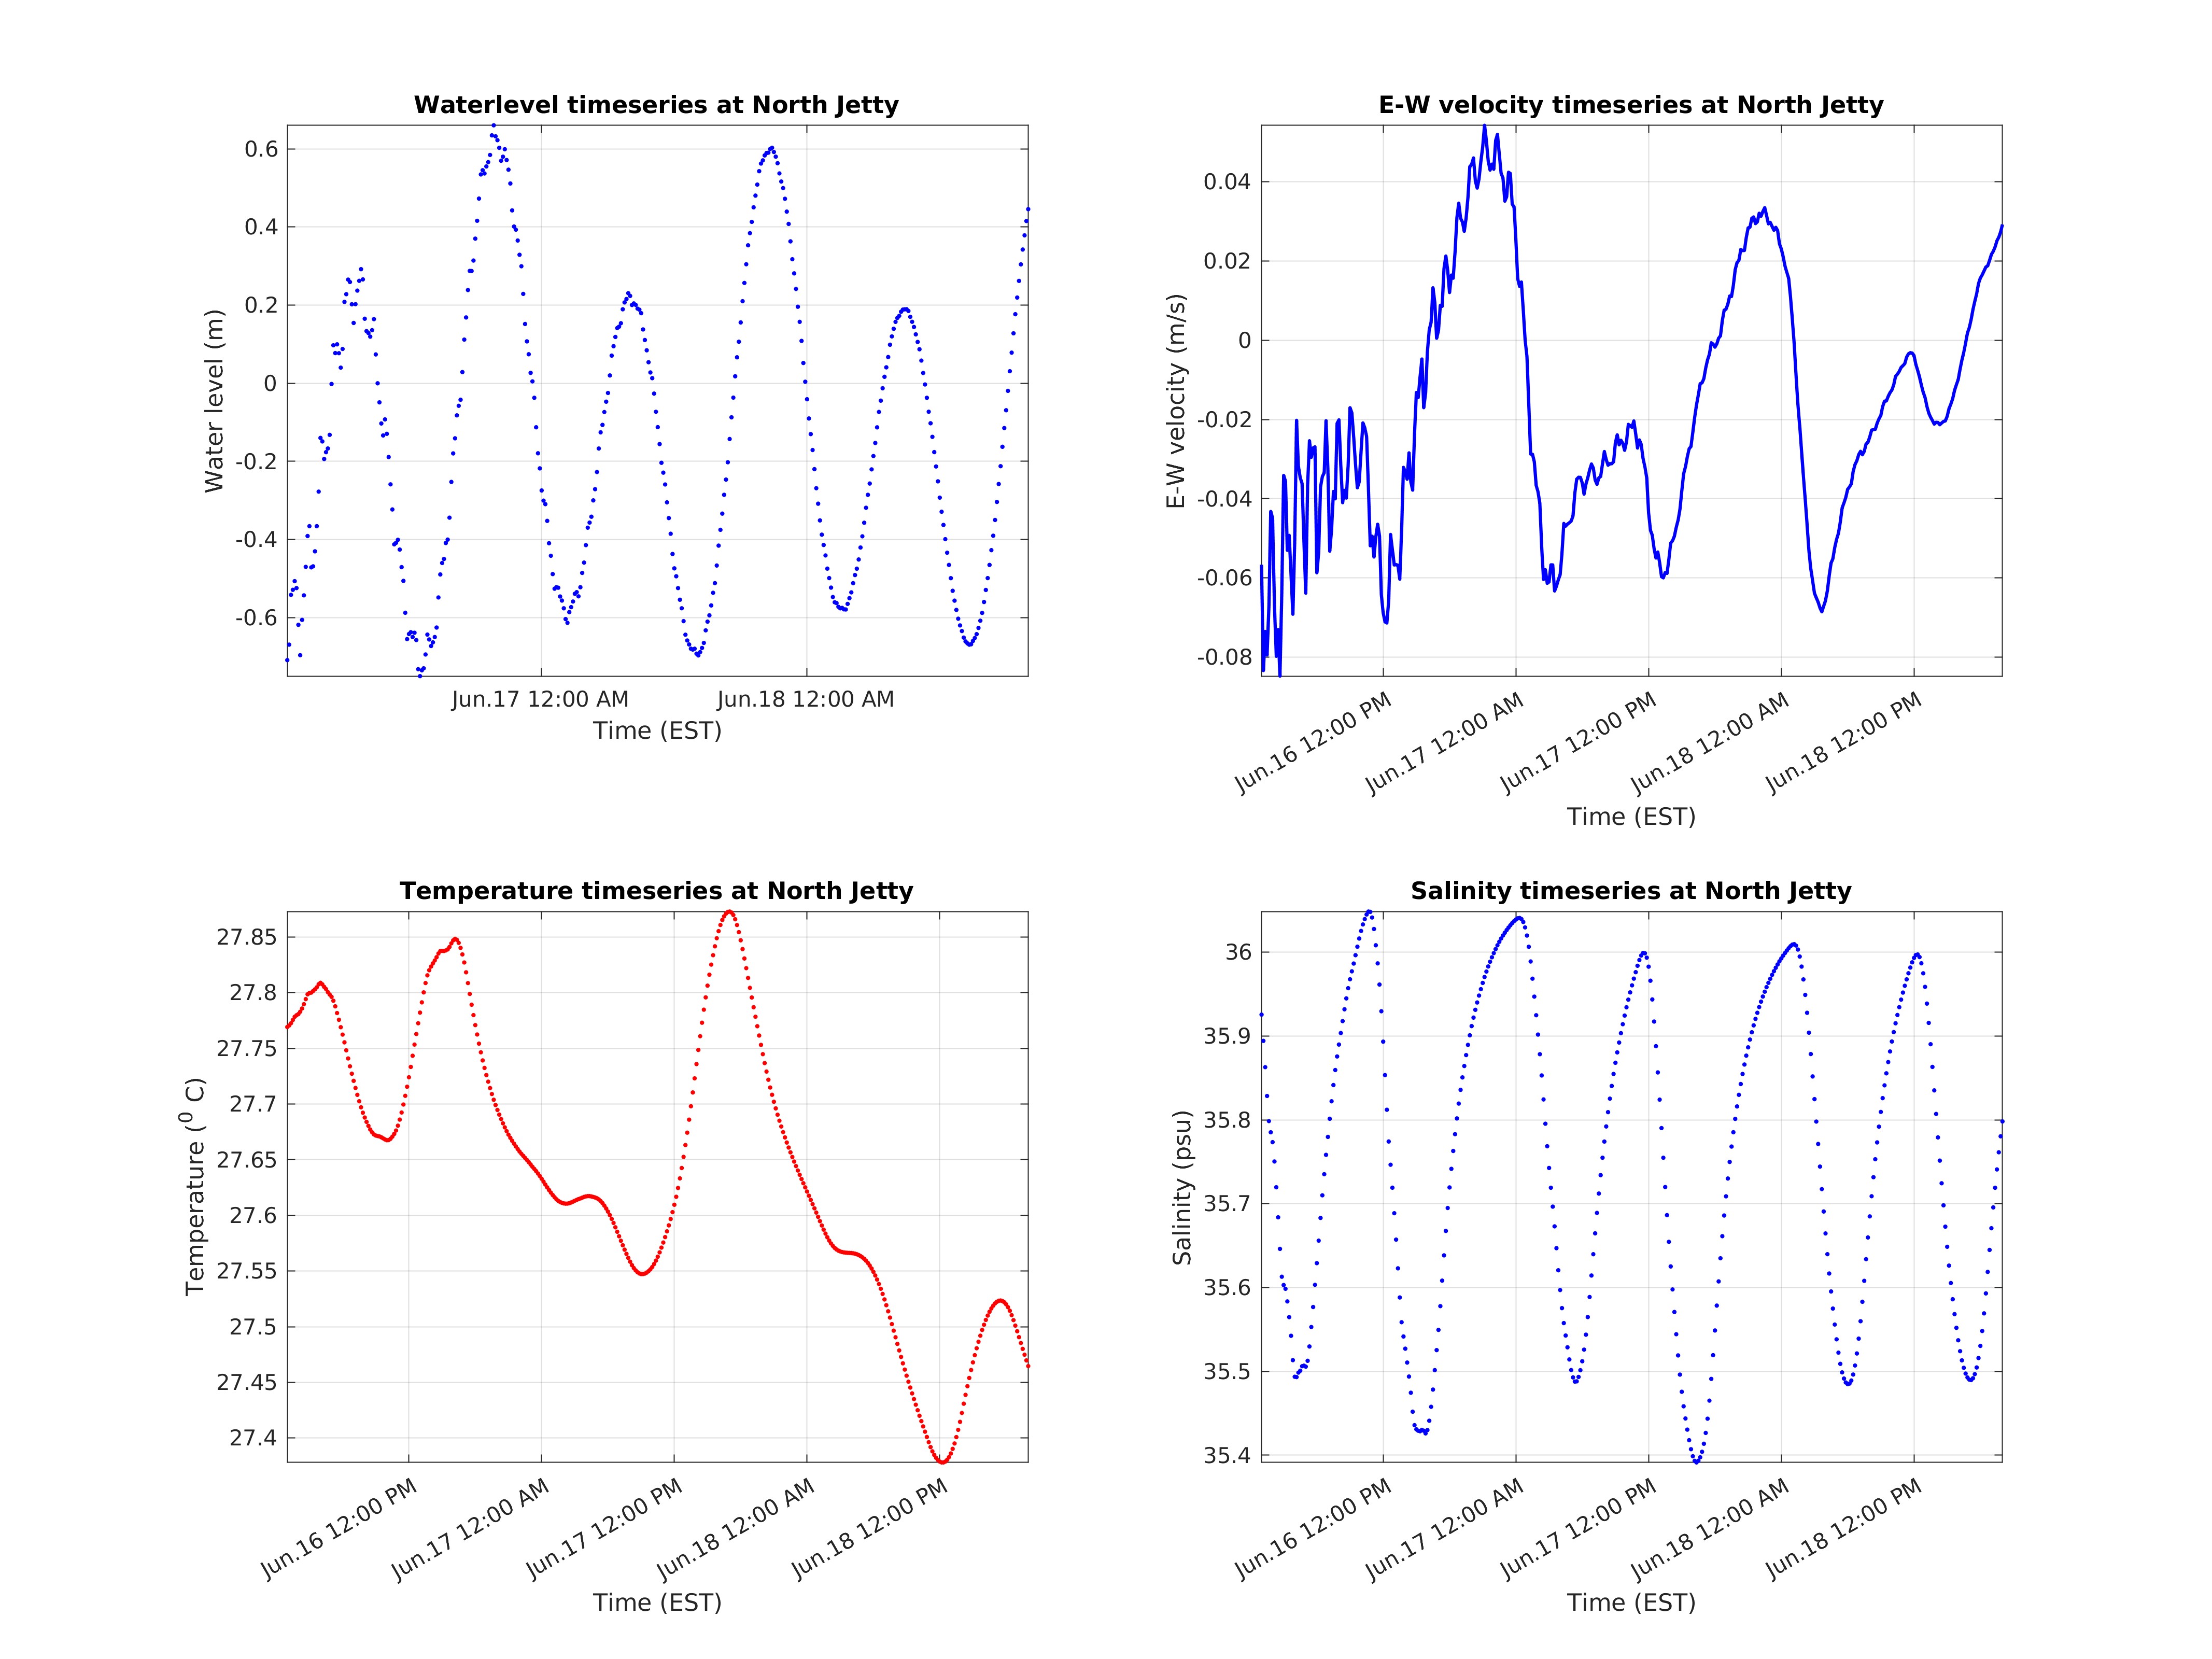 Waterlevel timeseries at North Jetty
Water level (m)
0.6
0.4
0.2
0
-0.2
-0.4
-0.6
Jun.17 12:00 AM
Jun.18 12:00 AM
Time (EST)
E-W velocity timeseries at North Jetty
E-W velocity (m/s)
0.04
0.02
0
-0.02
-0.04
-0.06
-0.08
Jun.16 12:00 PM
Jun.17 12:00 AM
Jun.17 12:00 PM
Jun.18 12:00 AM
Jun.18 12:00 PM
Time (EST)
Temperature timeseries at North Jetty
Temperature (⁰ C)
27.85
27.8
27.75
27.7
27.65
27.6
27.55
27.5
27.45
27.4
Jun.16 12:00 PM
Jun.17 12:00 AM
Jun.17 12:00 PM
Jun.18 12:00 AM
Jun.18 12:00 PM
Time (EST)
Salinity timeseries at North Jetty
Salinity (psu)
36
35.9
35.8
35.7
35.6
35.5
35.4
Jun.16 12:00 PM
Jun.17 12:00 AM
Jun.17 12:00 PM
Jun.18 12:00 AM
Jun.18 12:00 PM
Time (EST)